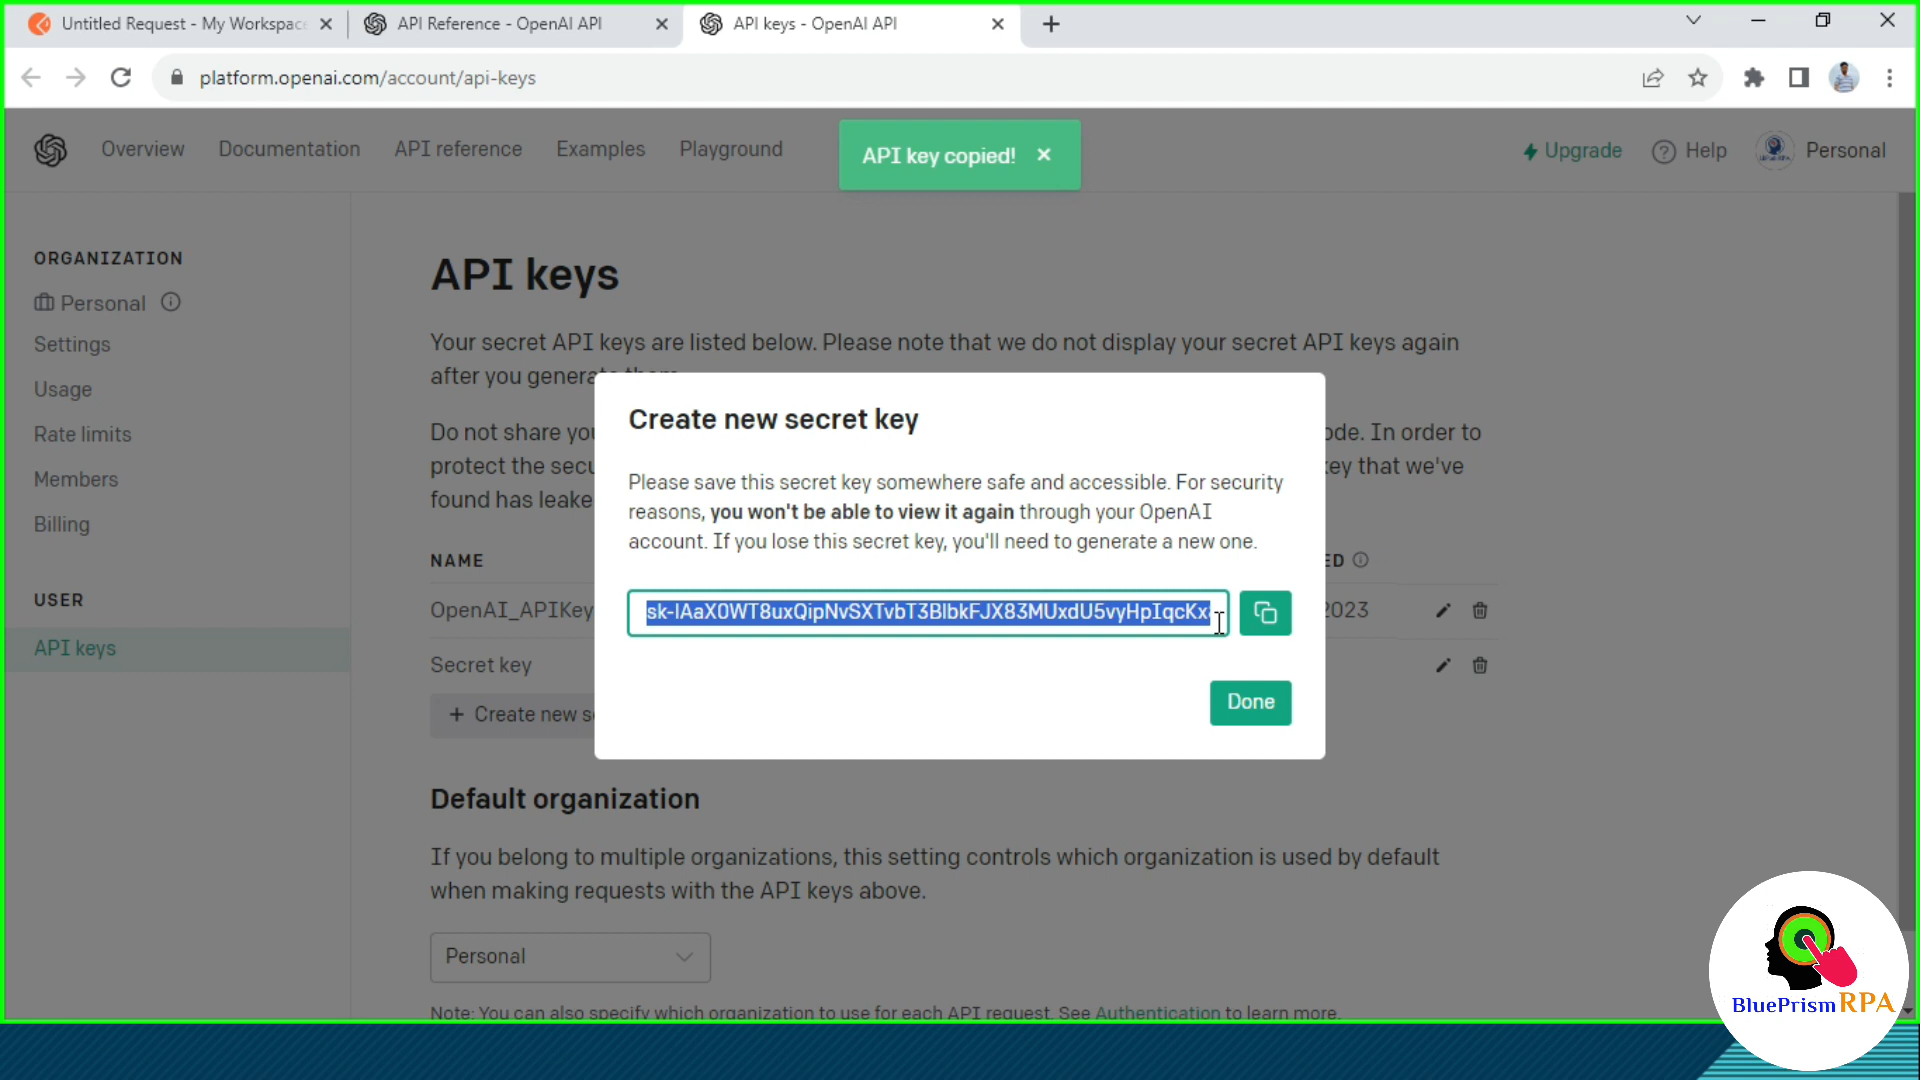 Untitled Request - My Workspace
API Reference - OpenAI API
API keys - OpenAI API
platform.openai.com/account/api-keys
Overview
Documentation
API reference
Examples
Playground
API key copied!
Upgrade
Help
Personal
ORGANIZATION
Personal
Settings
Usage
Rate limits
Members
Billing
USER
API keys
API keys
Your secret API keys are listed below. Please note that we do not display your secret API keys again
after you
Do not share
In order to
protect the
that we've
found has
NAME
OpenAI_APIKey
2023
Secret key
+ Create new
Create new secret key
Please save this secret key somewhere safe and accessible. For security
reasons, you won't be able to view it again through your OpenAI
account. If you lose this secret key, you'll need to generate a new one.
Done
Default organization
If you belong to multiple organizations, this setting controls which organization is used by default
when making requests with the API keys above.
Personal
Note: You can also specify which organization to use for each API request. See Authentication to learn more.
BluePrism RPA